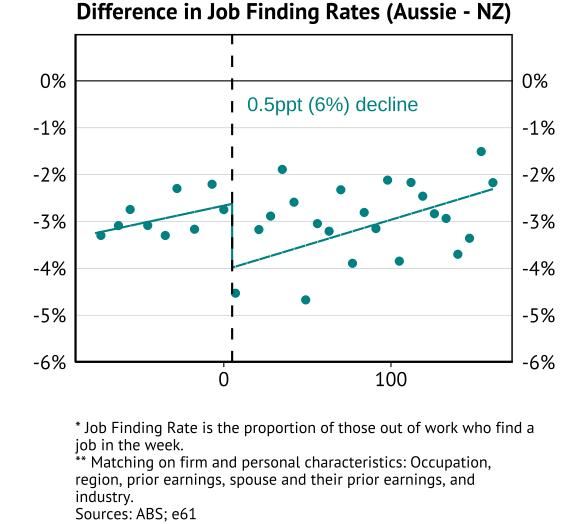 Difference in Job Finding Rates (Aussie - NZ)
0% 0%
0.5ppt (6%) decline
-1% -1%
-2% -2%
-3% -3%
-4% -4%
-5% -5%
-6% -6%
0 100
* Job Finding Rate is the proportion of those out of work who find a
job in the week.
** Matching on firm and personal characteristics: Occupation,
region, prior earnings, spouse and their prior earnings, and
industry.
Sources: ABS; e61